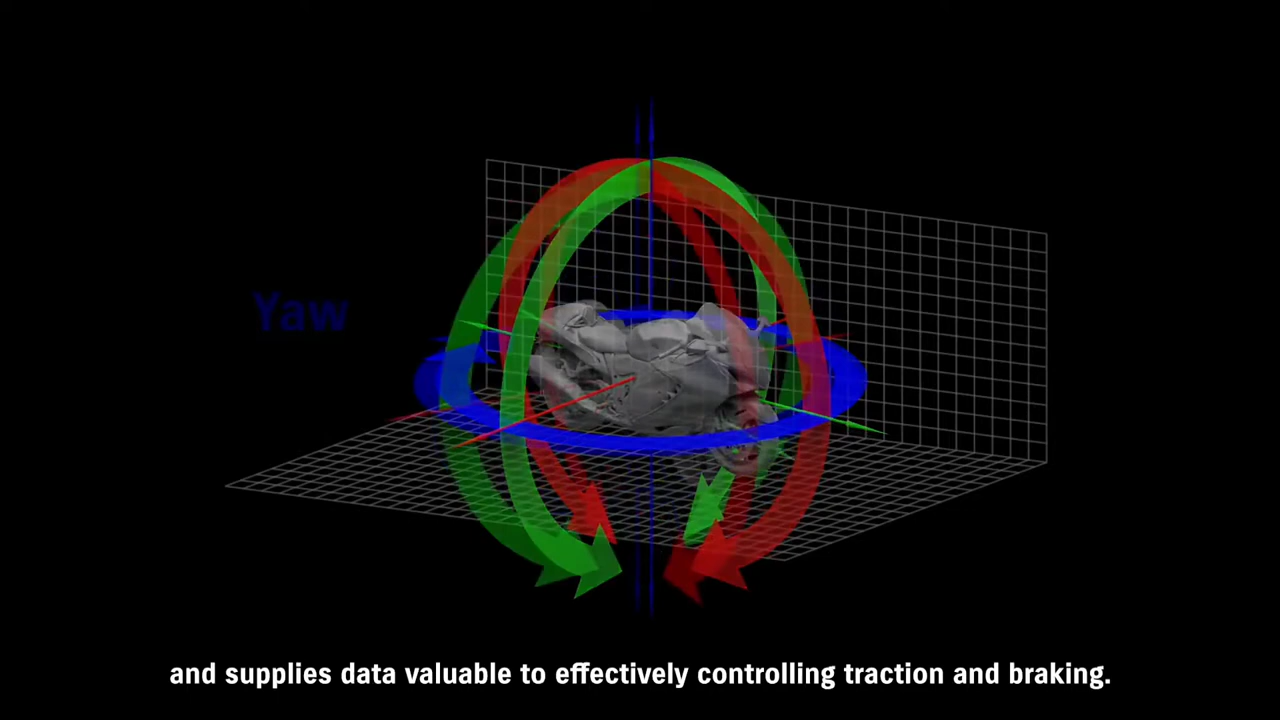 Yaw
and supplies data valuable to effectively controlling traction and braking.